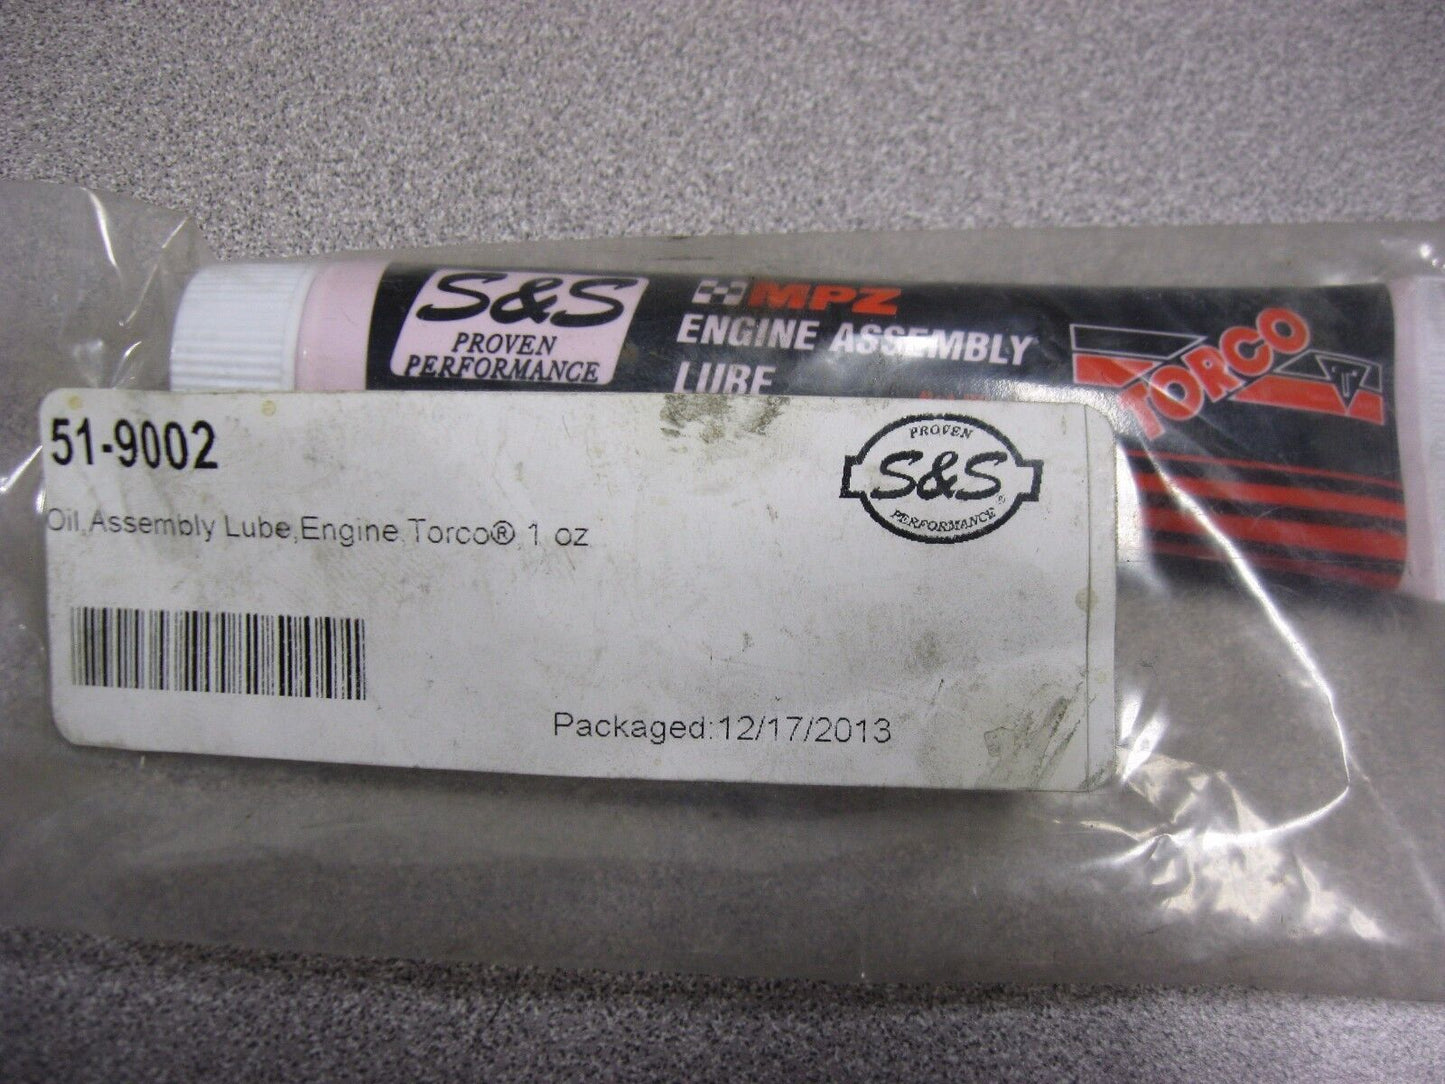 S&S
PROVEN
PERFORMANCE
MPZ
ENGINE ASSEMBLY
LUBE
TORCO
T
51-9002
Oil,Assembly Lube,Engine,Torco®,1 oz
PROVEN
S&S®
PERFORMANCE
Packaged:12/17/2013